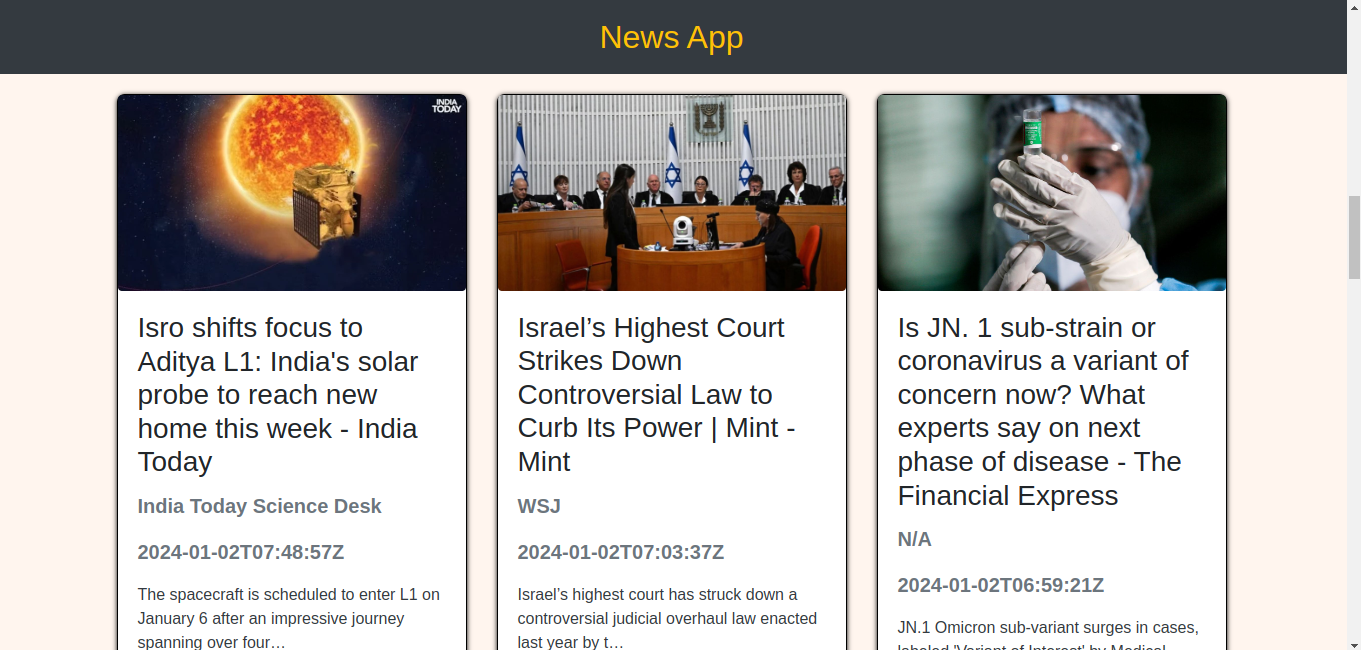 News App
INDIA
TODAY
Isro shifts focus to
Aditya L1: India's solar
probe to reach new
home this week - India
Today
India Today Science Desk
2024-01-02T07:48:57Z
The spacecraft is scheduled to enter L1 on
January 6 after an impressive journey
spanning over four…
Israel’s Highest Court
Strikes Down
Controversial Law to
Curb Its Power | Mint -
Mint
WSJ
2024-01-02T07:03:37Z
Israel’s highest court has struck down a
controversial judicial overhaul law enacted
last year by t…
Is JN. 1 sub-strain or
coronavirus a variant of
concern now? What
experts say on next
phase of disease - The
Financial Express
N/A
2024-01-02T06:59:21Z
JN.1 Omicron sub-variant surges in cases,
labeled 'Variant of Interest' by Medical